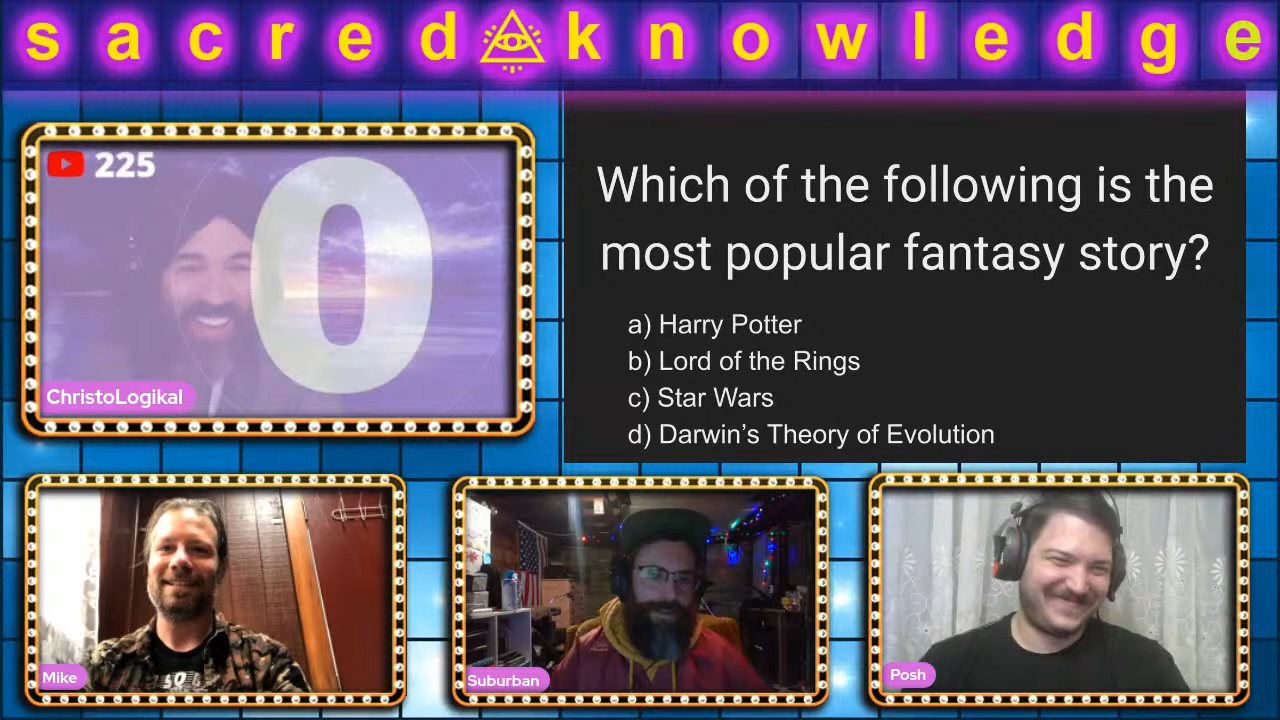 sacred knowledge
225
0
ChristoLogikal
Which of the following is the
most popular fantasy story?
a) Harry Potter
b) Lord of the Rings
c) Star Wars
d) Darwin’s Theory of Evolution
Mike
Suburban
Posh